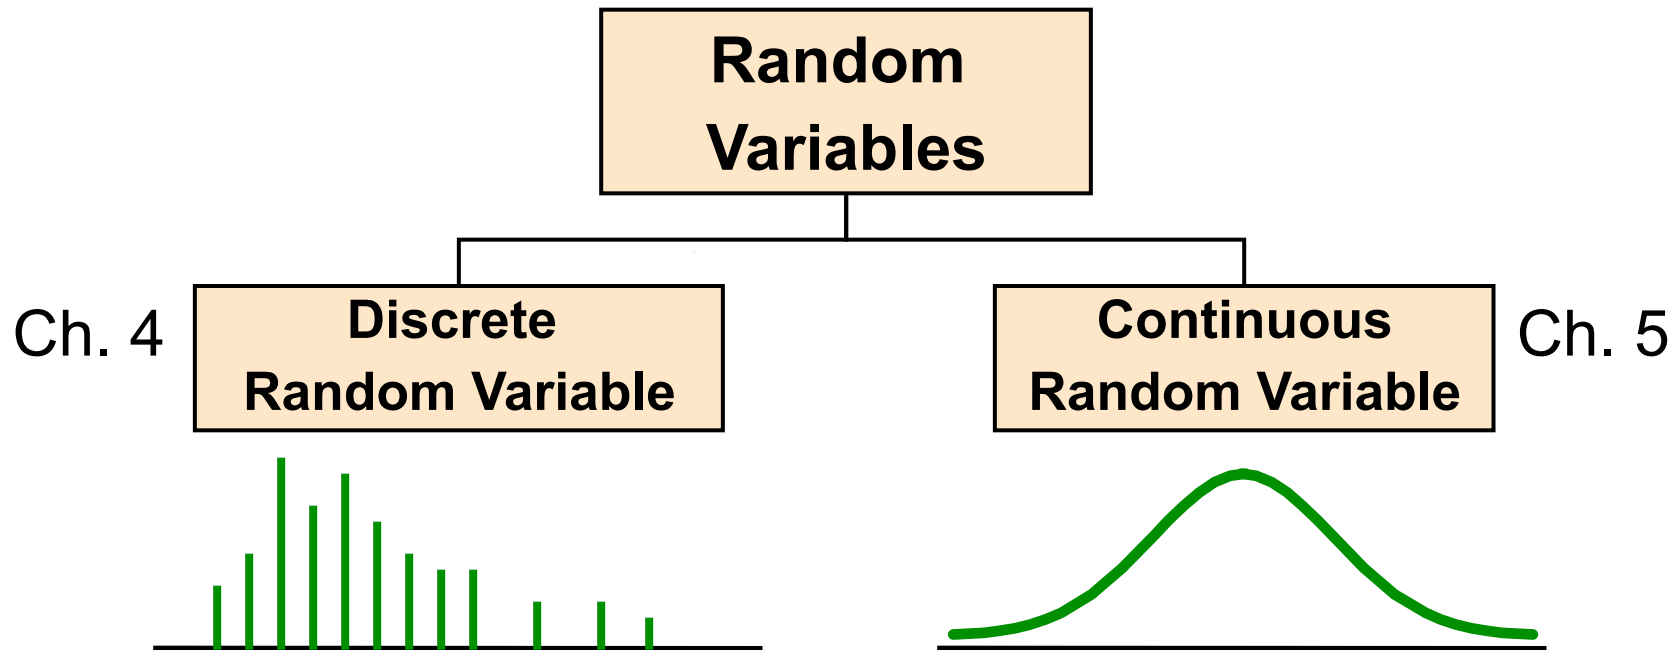 Random
Variables
Ch. 4
Discrete
Random Variable
Continuous
Random Variable
Ch. 5